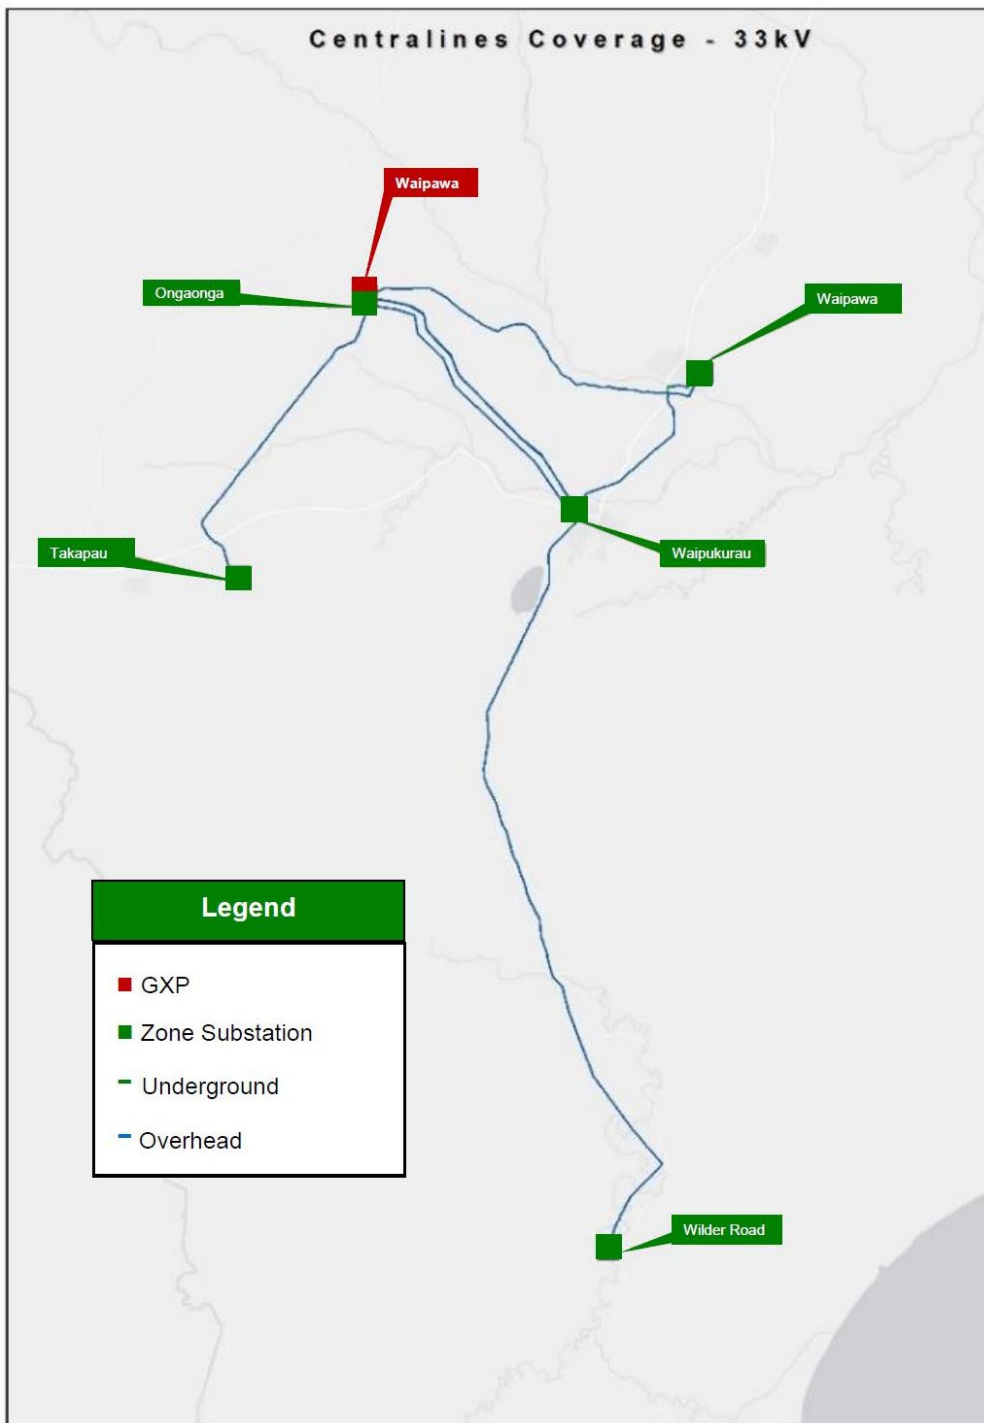 Centralines Coverage - 33kV
Waipawa
Ongaonga
Waipawa
Takapau
Waipukurau
Legend
GXP
Zone Substation
Underground
Overhead
Wilder Road